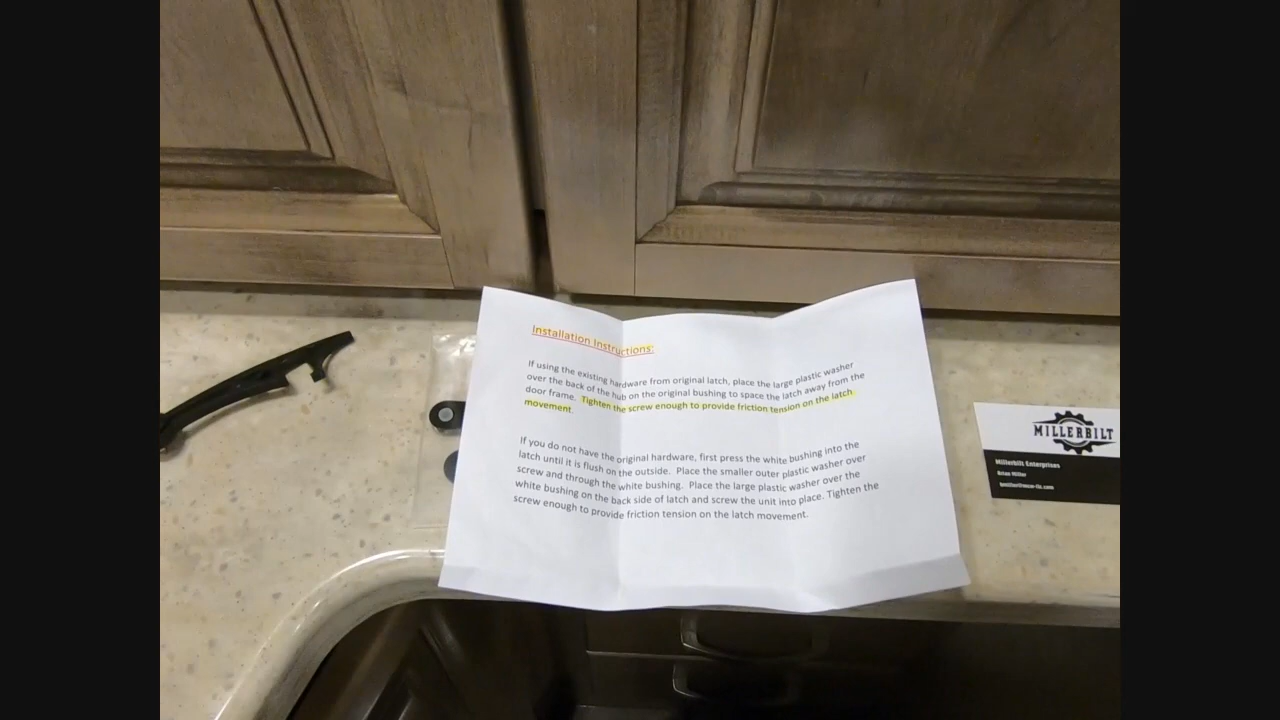 Installation Instructions:
If using the existing hardware from original latch, place the large plastic washer
over the back of the hub on the original bushing to space the latch away from the
door frame. Tighten the screw enough to provide friction tension on the latch
movement.
If you do not have the original hardware, first press the white bushing into the
latch until it is flush on the outside. Place the smaller outer plastic washer over
screw and through the white bushing. Place the large plastic washer over the
white bushing on the back side of latch and screw the unit into place. Tighten the
screw enough to provide friction tension on the latch movement.
MILLERBILT
Millerbilt Enterprises
Brian Miller